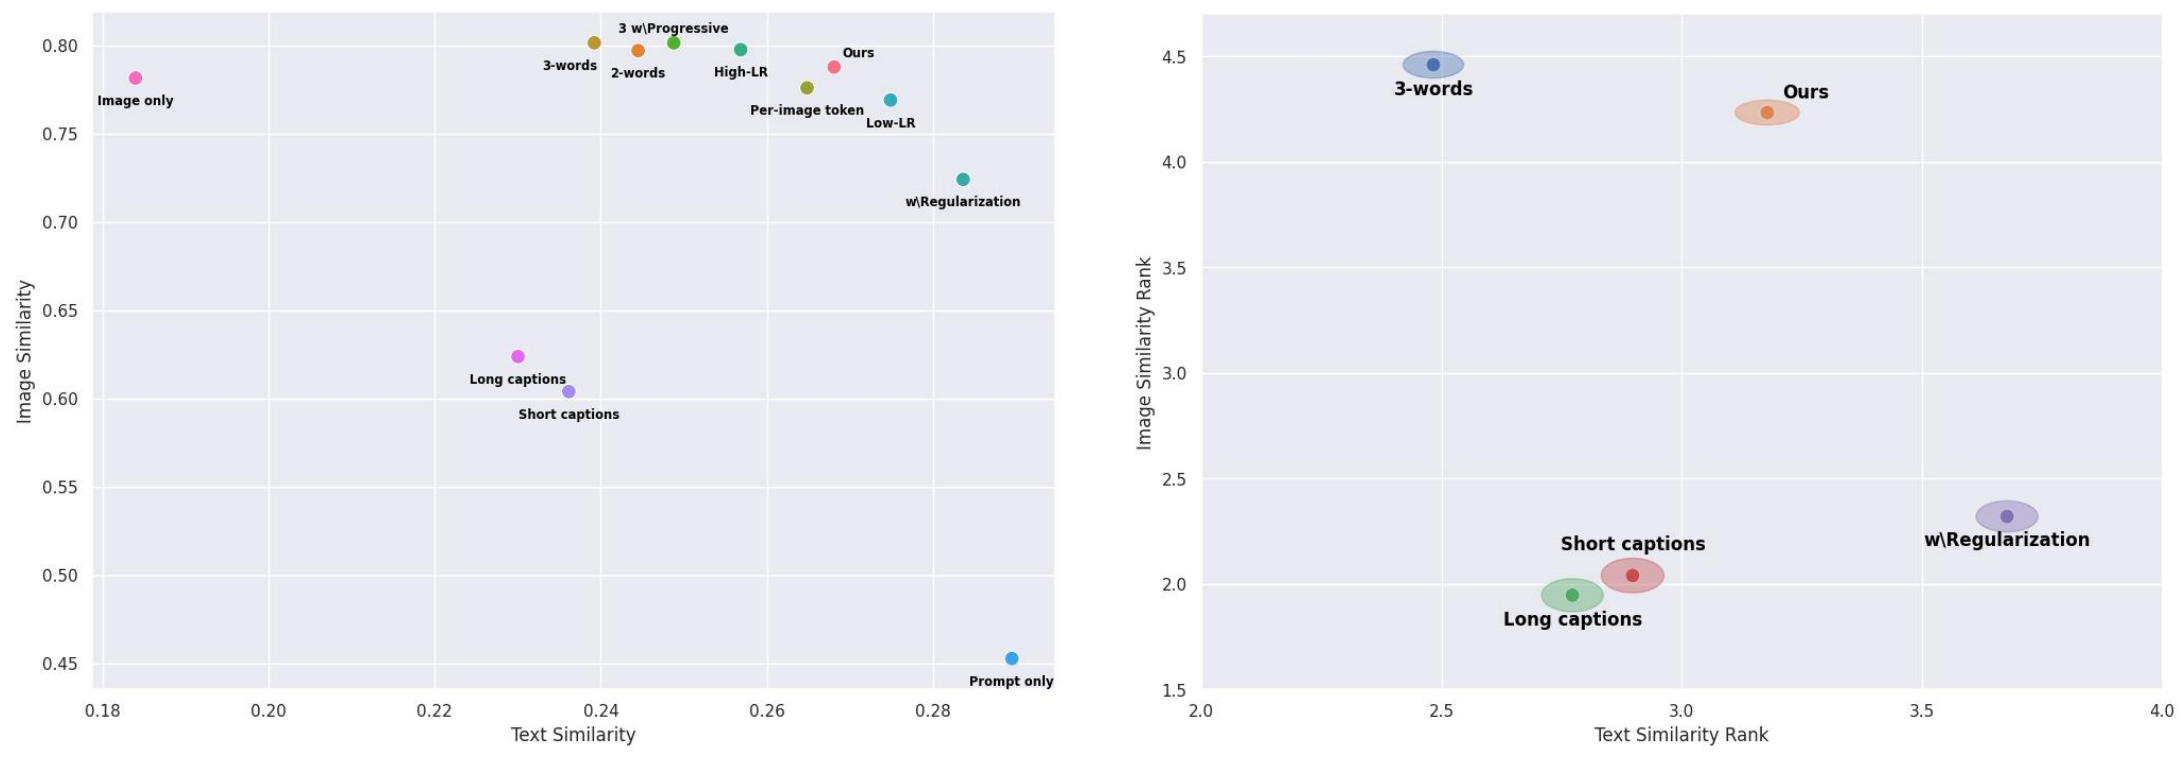 0.80
0.75
0.70
0.65
0.60
0.55
0.50
0.45
Image Similarity
3 w\Progressive
3-words
2-words
High-LR
Ours
Image only
Per-image token
Low-LR
w\Regularization
Long captions
Short captions
Prompt only
0.18 0.20 0.22 0.24 0.26 0.28
Text Similarity
4.5
4.0
3.5
3.0
2.5
2.0
1.5
Image Similarity Rank
3-words
Ours
w\Regularization
Short captions
Long captions
2.0 2.5 3.0 3.5 4.0
Text Similarity Rank